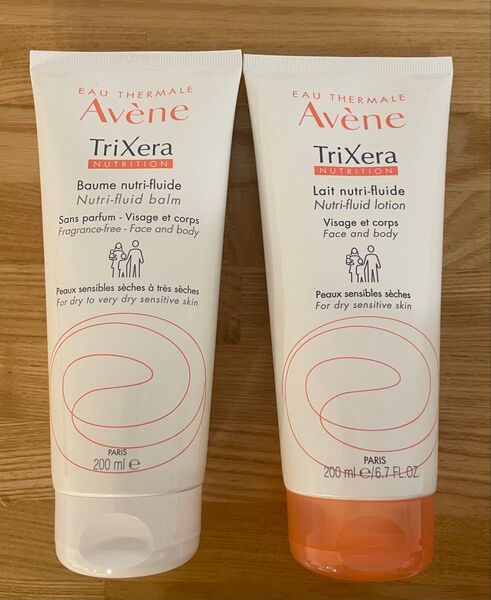 EAU THERMALE
Avène
TriXera
NUTRITION
Baume nutri-fluide
Nutri-fluid balm
Sans parfum - Visage et corps
Fragrance-free - Face and body
Peaux sensibles sèches à très sèches
For dry to very dry sensitive skin
PARIS
200 ml e
EAU THERMALE
Avène
TriXera
NUTRITION
Lait nutri-fluide
Nutri-fluid lotion
Visage et corps
Face and body
Peaux sensibles sèches
For dry sensitive skin
PARIS
200 ml e/6.7 FL.OZ.